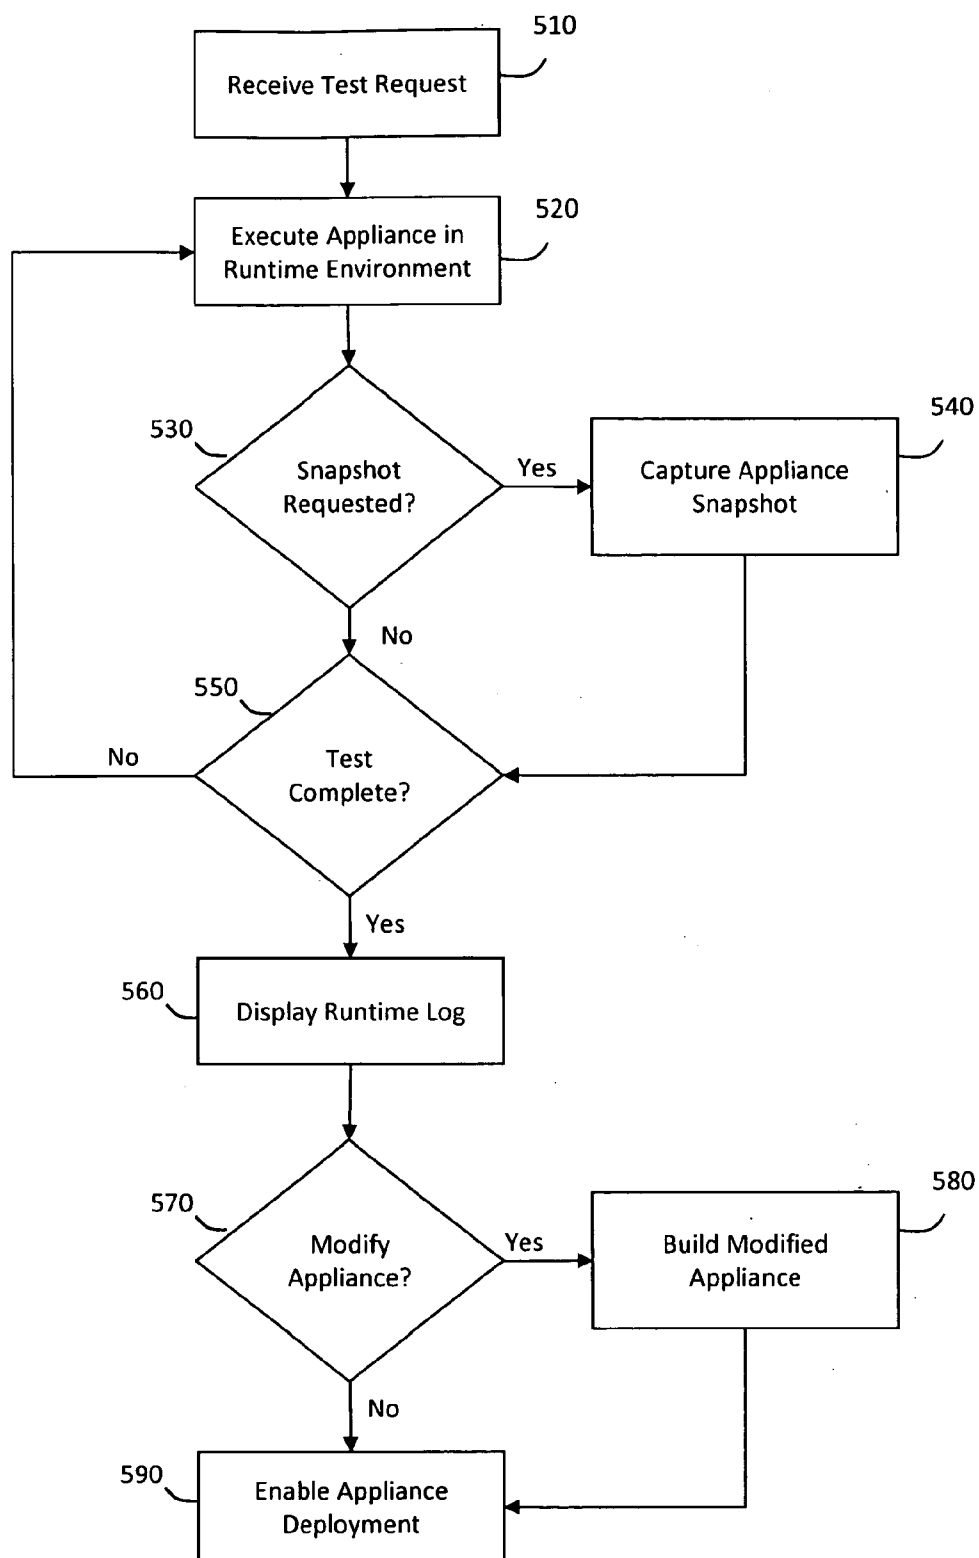 510
Receive Test Request
520
Execute Appliance in
Runtime Environment
530
Snapshot
Requested?
Yes
540
Capture Appliance
Snapshot
No
550
Test
Complete?
No
Yes
560
Display Runtime Log
570
Modify
Appliance?
Yes
580
Build Modified
Appliance
No
590
Enable Appliance
Deployment